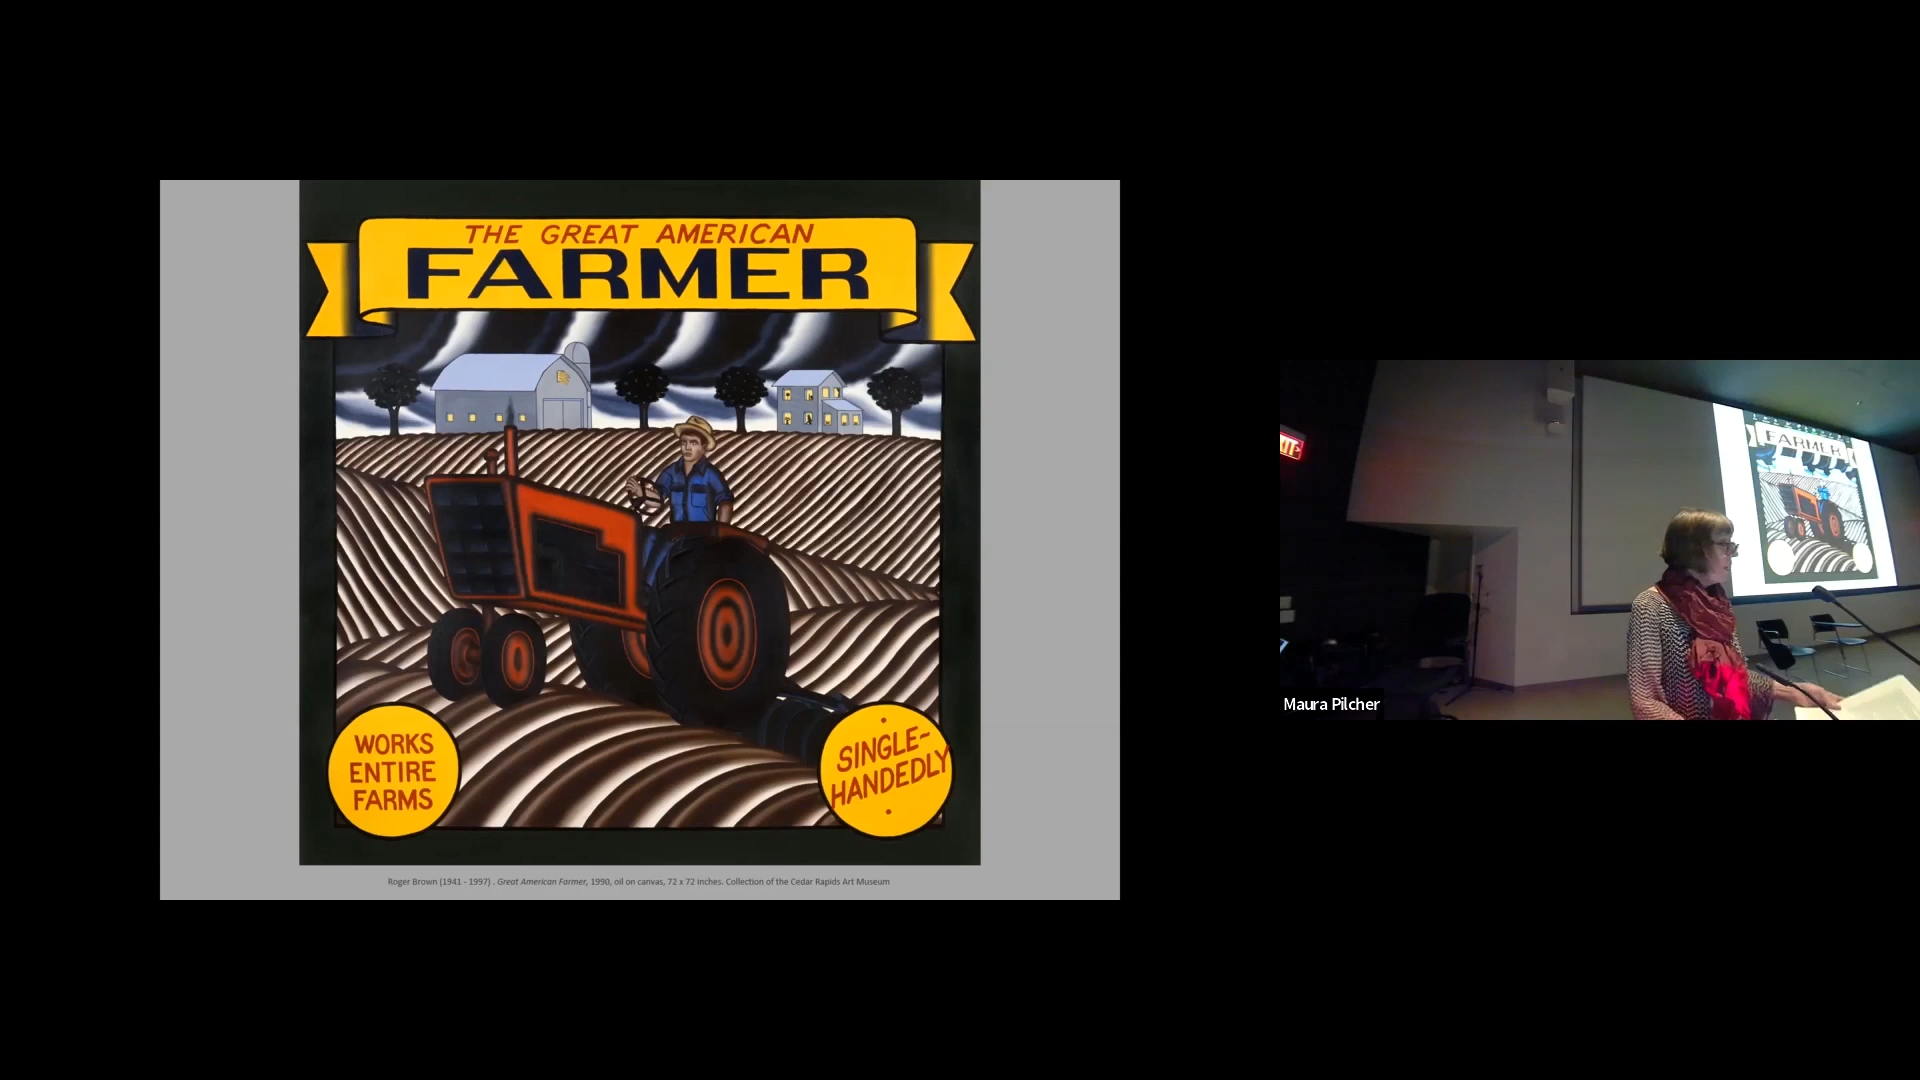 THE GREAT AMERICAN
FARMER
WORKS
ENTIRE
FARMS
SINGLE-
HANDEDLY
Roger Brown (1941 - 1997) . Great American Farmer, 1990, oil on canvas, 72 x 72 inches. Collection of the Cedar Rapids Art Museum
FARMER
Maura Pilcher